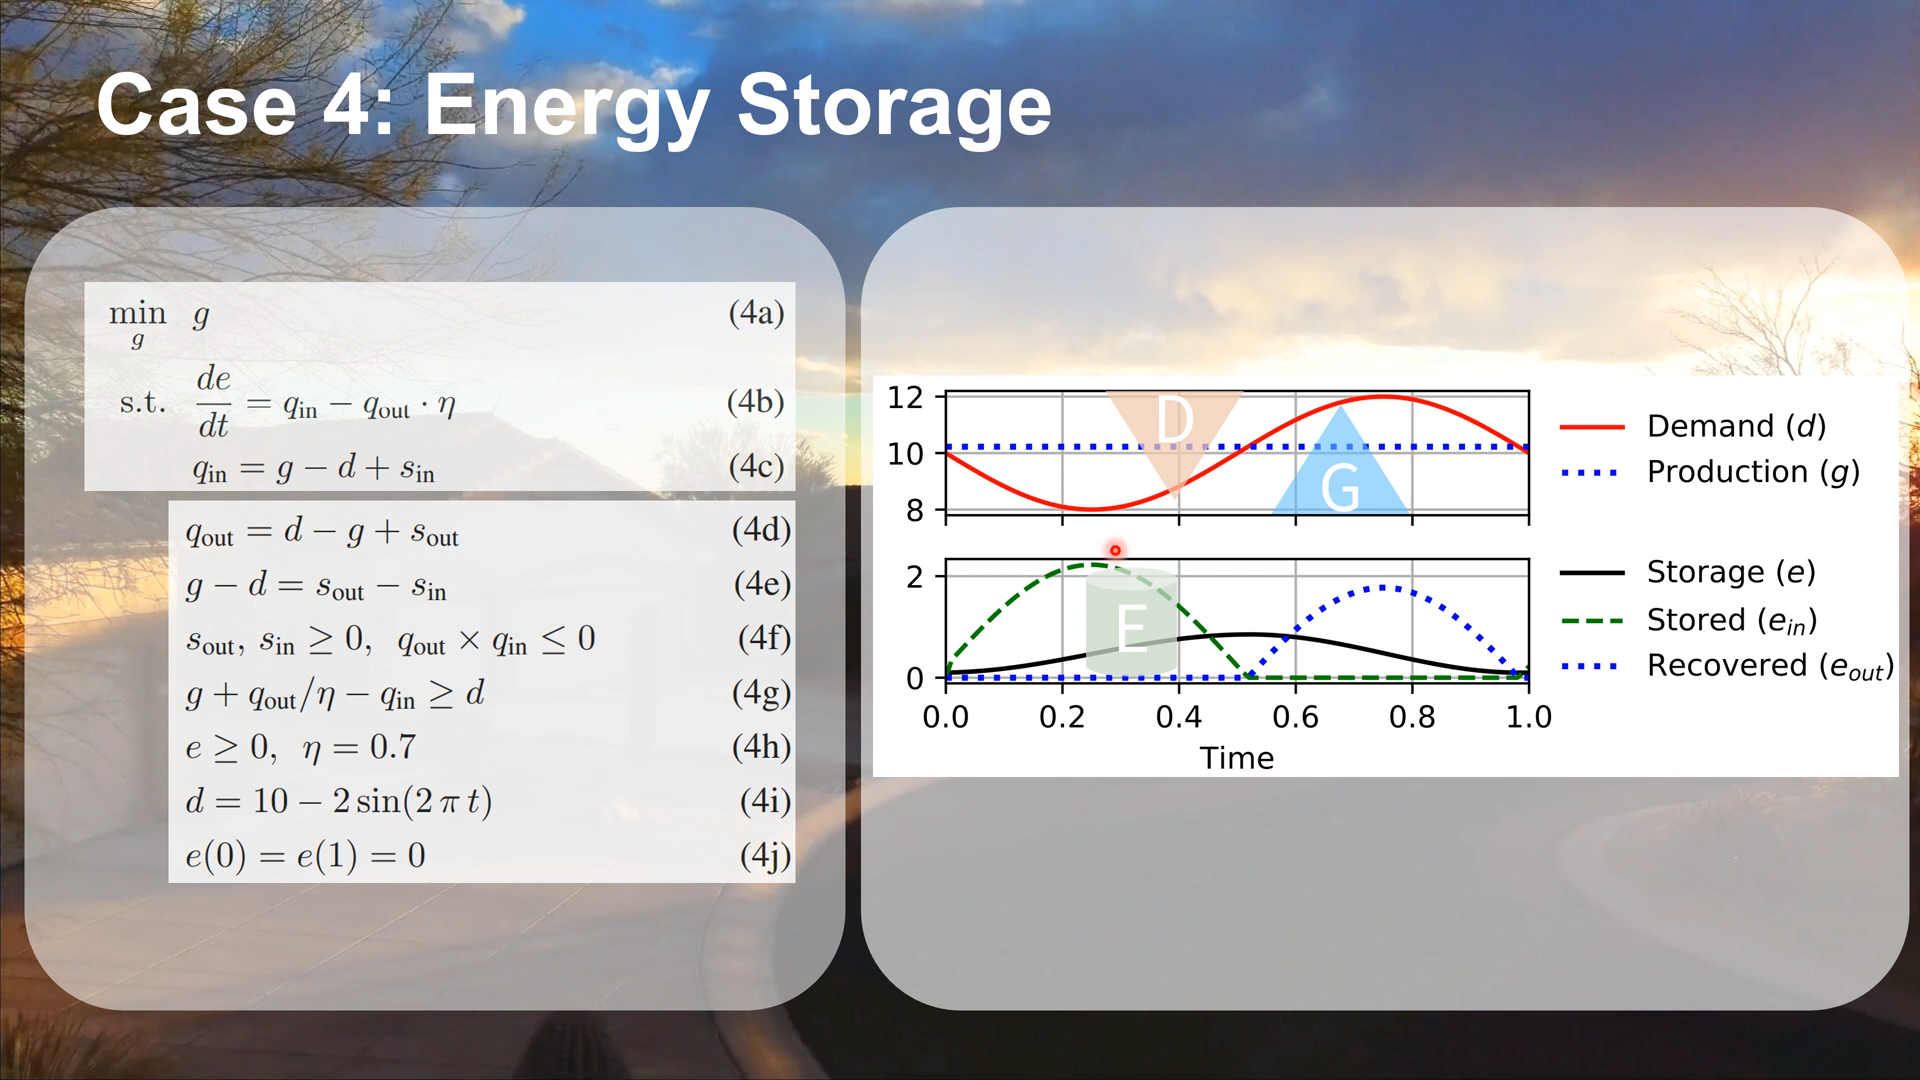 Case 4: Energy Storage
min g (4a)
g
s.t. de/dt = q_in − q_out · η (4b)
q_in = g − d + s_in (4c)
q_out = d − g + s_out (4d)
g − d = s_out − s_in (4e)
s_out, s_in ≥ 0, q_out × q_in ≤ 0 (4f)
g + q_out/η − q_in ≥ d (4g)
e ≥ 0, η = 0.7 (4h)
d = 10 − 2 sin(2 π t) (4i)
e(0) = e(1) = 0 (4j)
12
10
8
D
G
Demand (d)
Production (g)
2
0
E
Storage (e)
Stored (e_in)
Recovered (e_out)
0.0 0.2 0.4 0.6 0.8 1.0
Time